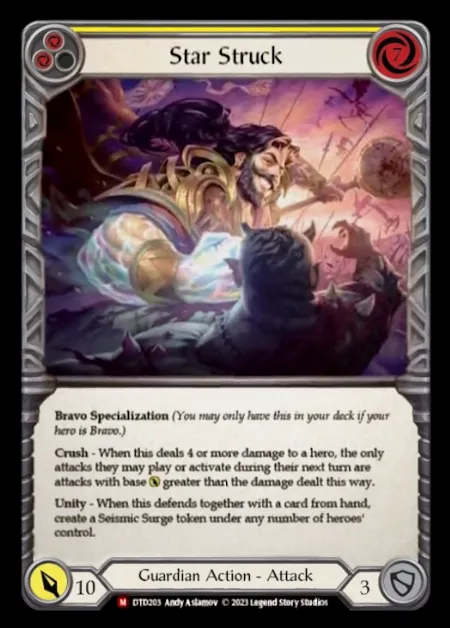 Star Struck
7
Bravo Specialization (You may only have this in your deck if your
hero is Bravo.)
Crush - When this deals 4 or more damage to a hero, the only
attacks they may play or activate during their next turn are
attacks with base greater than the damage dealt this way.
Unity - When this defends together with a card from hand,
create a Seismic Surge token under any number of heroes'
control.
10
Guardian Action - Attack
3
M DTD203 Andy Aslamov © 2023 Legend Story Studios